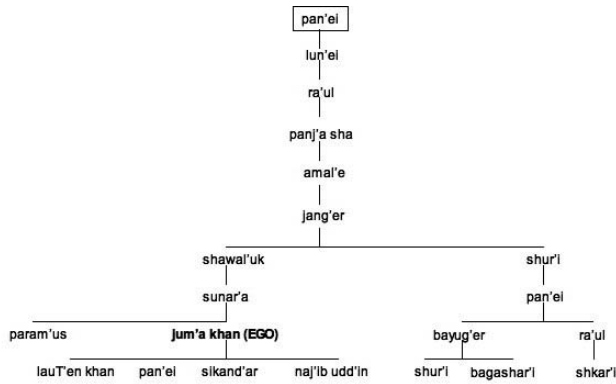 pan'ei
lun'ei
ra'ul
panj'a sha
amal'e
jang'er
shawal'uk shur'i
sunar'a pan'ei
param'us jum'a khan (EGO) bayug'er ra'ul
lauT'en khan pan'ei sikand'ar naj'ib udd'in shur'i bagashar'i shkar'i